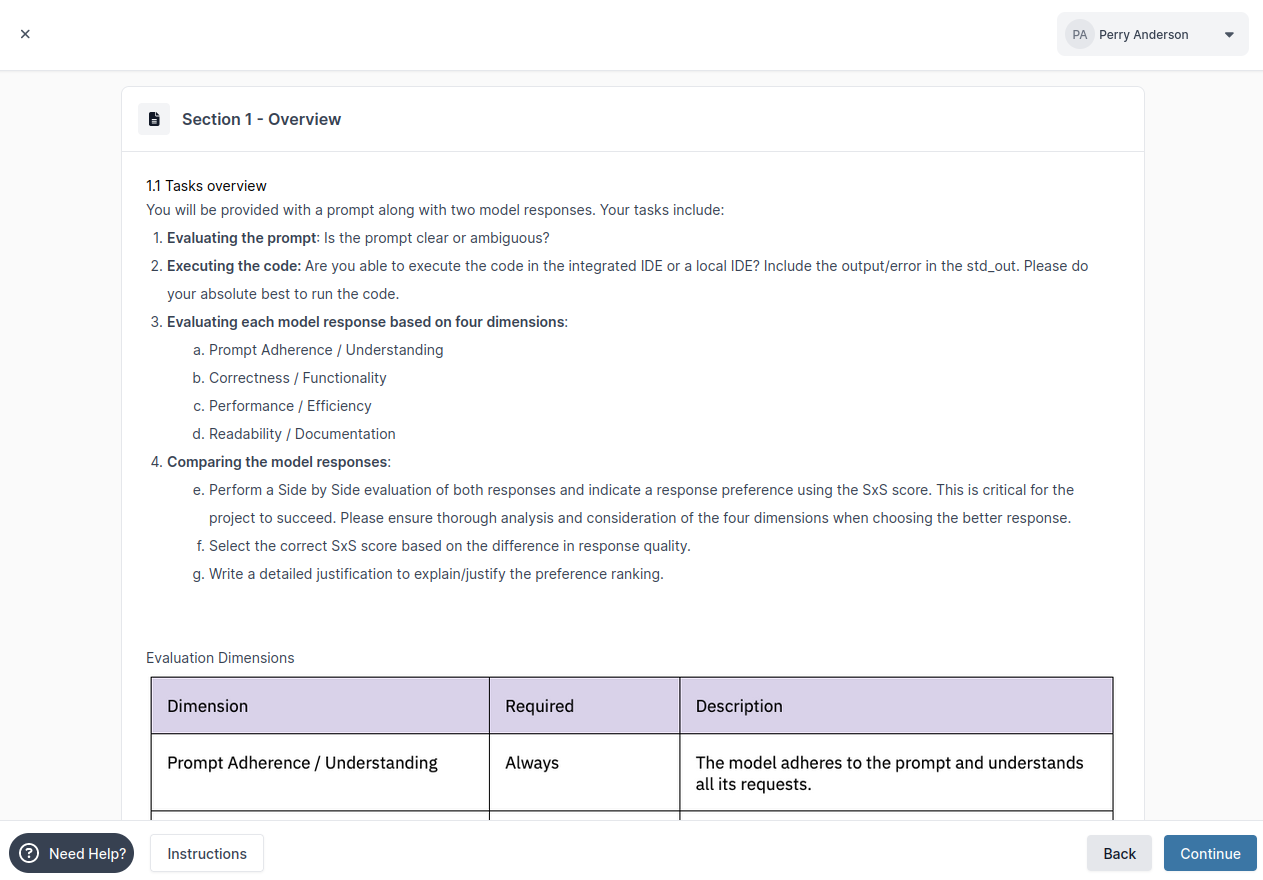 PA Perry Anderson
Section 1 - Overview
1.1 Tasks overview
You will be provided with a prompt along with two model responses. Your tasks include:
1. Evaluating the prompt: Is the prompt clear or ambiguous?
2. Executing the code: Are you able to execute the code in the integrated IDE or a local IDE? Include the output/error in the std_out. Please do
your absolute best to run the code.
3. Evaluating each model response based on four dimensions:
a. Prompt Adherence / Understanding
b. Correctness / Functionality
c. Performance / Efficiency
d. Readability / Documentation
4. Comparing the model responses:
e. Perform a Side by Side evaluation of both responses and indicate a response preference using the SxS score. This is critical for the
project to succeed. Please ensure thorough analysis and consideration of the four dimensions when choosing the better response.
f. Select the correct SxS score based on the difference in response quality.
g. Write a detailed justification to explain/justify the preference ranking.
Evaluation Dimensions
Dimension Required Description
Prompt Adherence / Understanding Always The model adheres to the prompt and understands
all its requests.
? Need Help? Instructions Back Continue